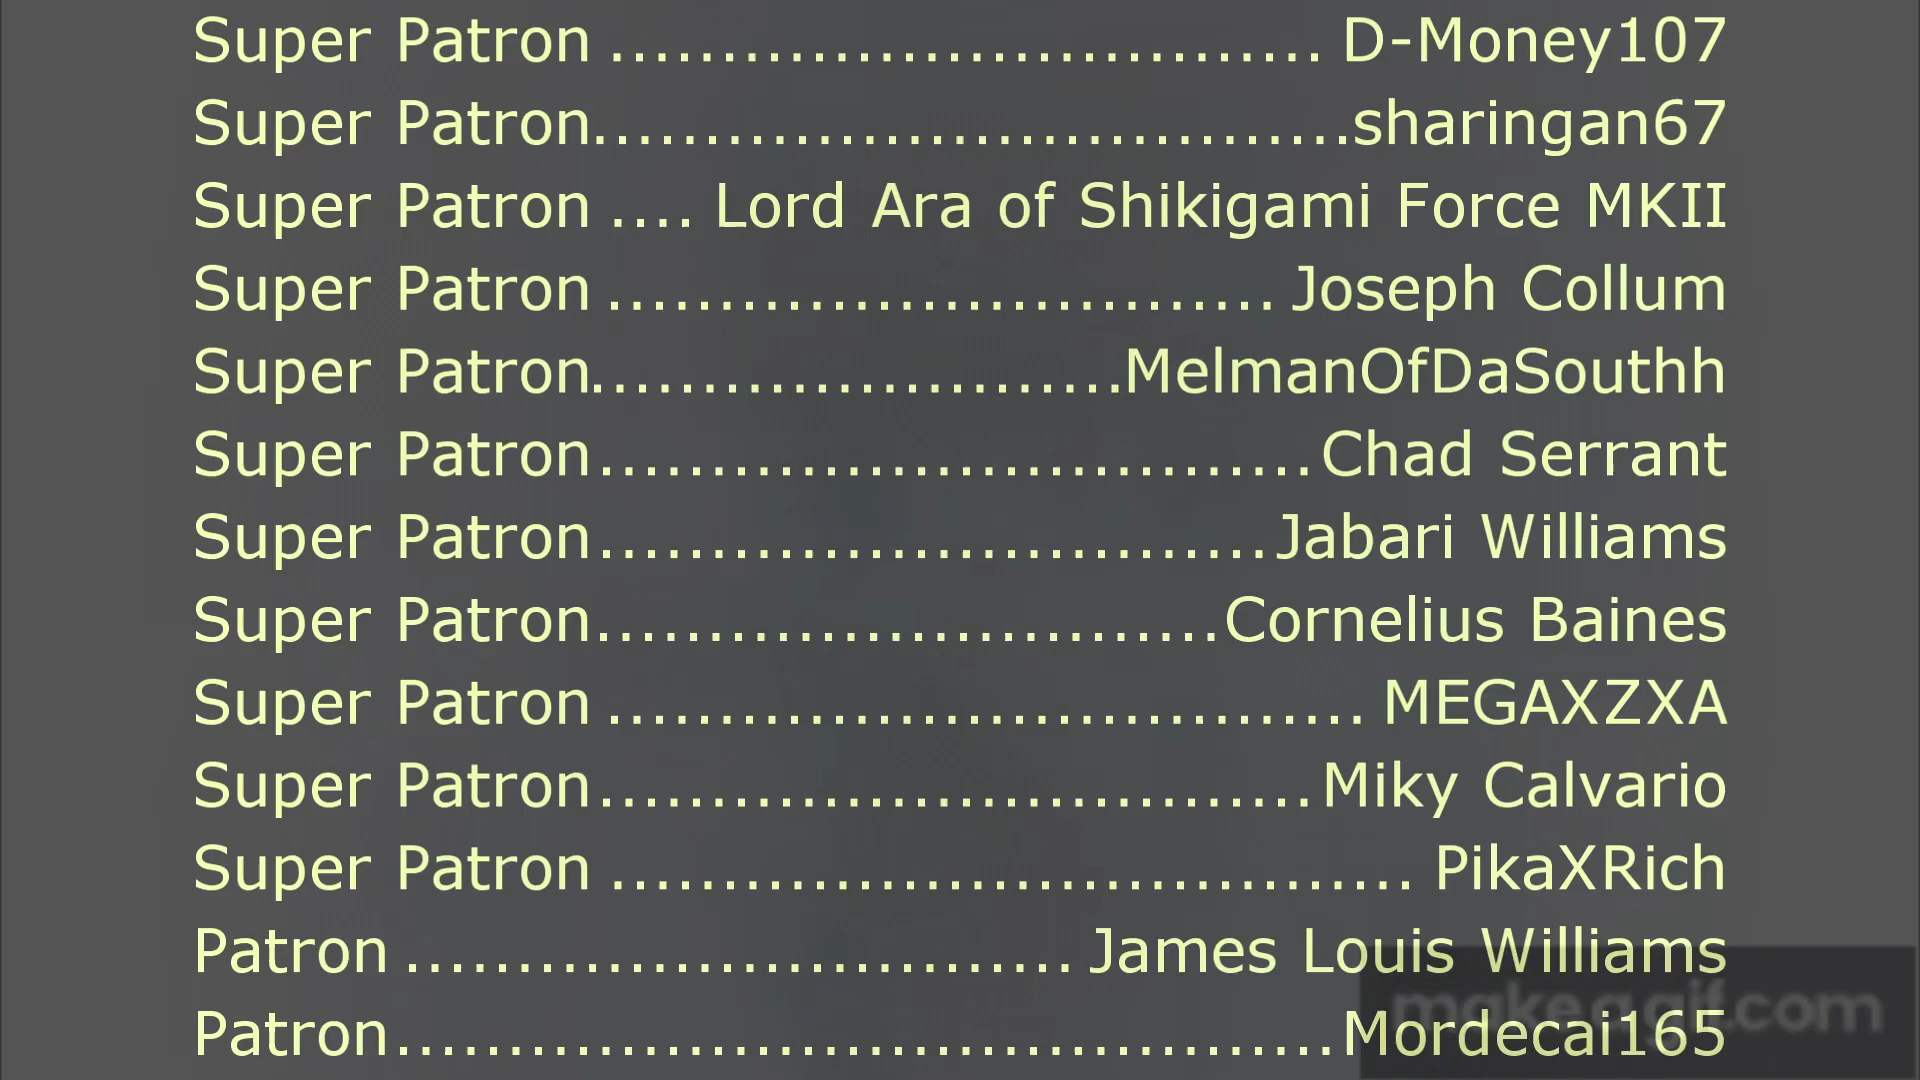 Super Patron ................................ D-Money107
Super Patron..................................sharingan67
Super Patron .... Lord Ara of Shikigami Force MKII
Super Patron .............................. Joseph Collum
Super Patron........................MelmanOfDaSouthh
Super Patron................................Chad Serrant
Super Patron..............................Jabari Williams
Super Patron............................Cornelius Baines
Super Patron .................................. MEGAXZXA
Super Patron................................Miky Calvario
Super Patron .................................... PikaXRich
Patron .............................. James Louis Williams
Patron..........................................Mordecai165
makeagif.com